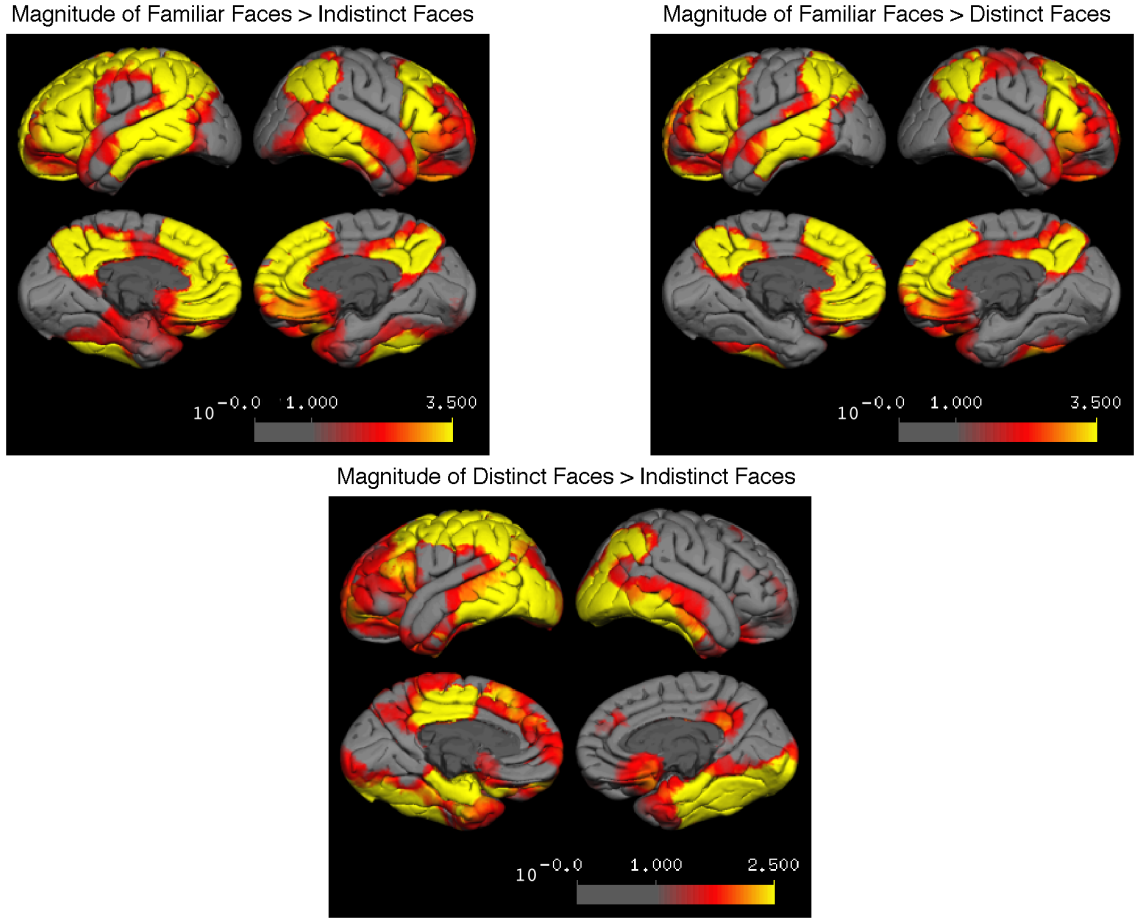 Magnitude of Familiar Faces > Indistinct Faces
Magnitude of Familiar Faces > Distinct Faces
10 -0.0 1.000 3.500
10 -0.0 1.000 3.500
Magnitude of Distinct Faces > Indistinct Faces
10 -0.0 1.000 2.500